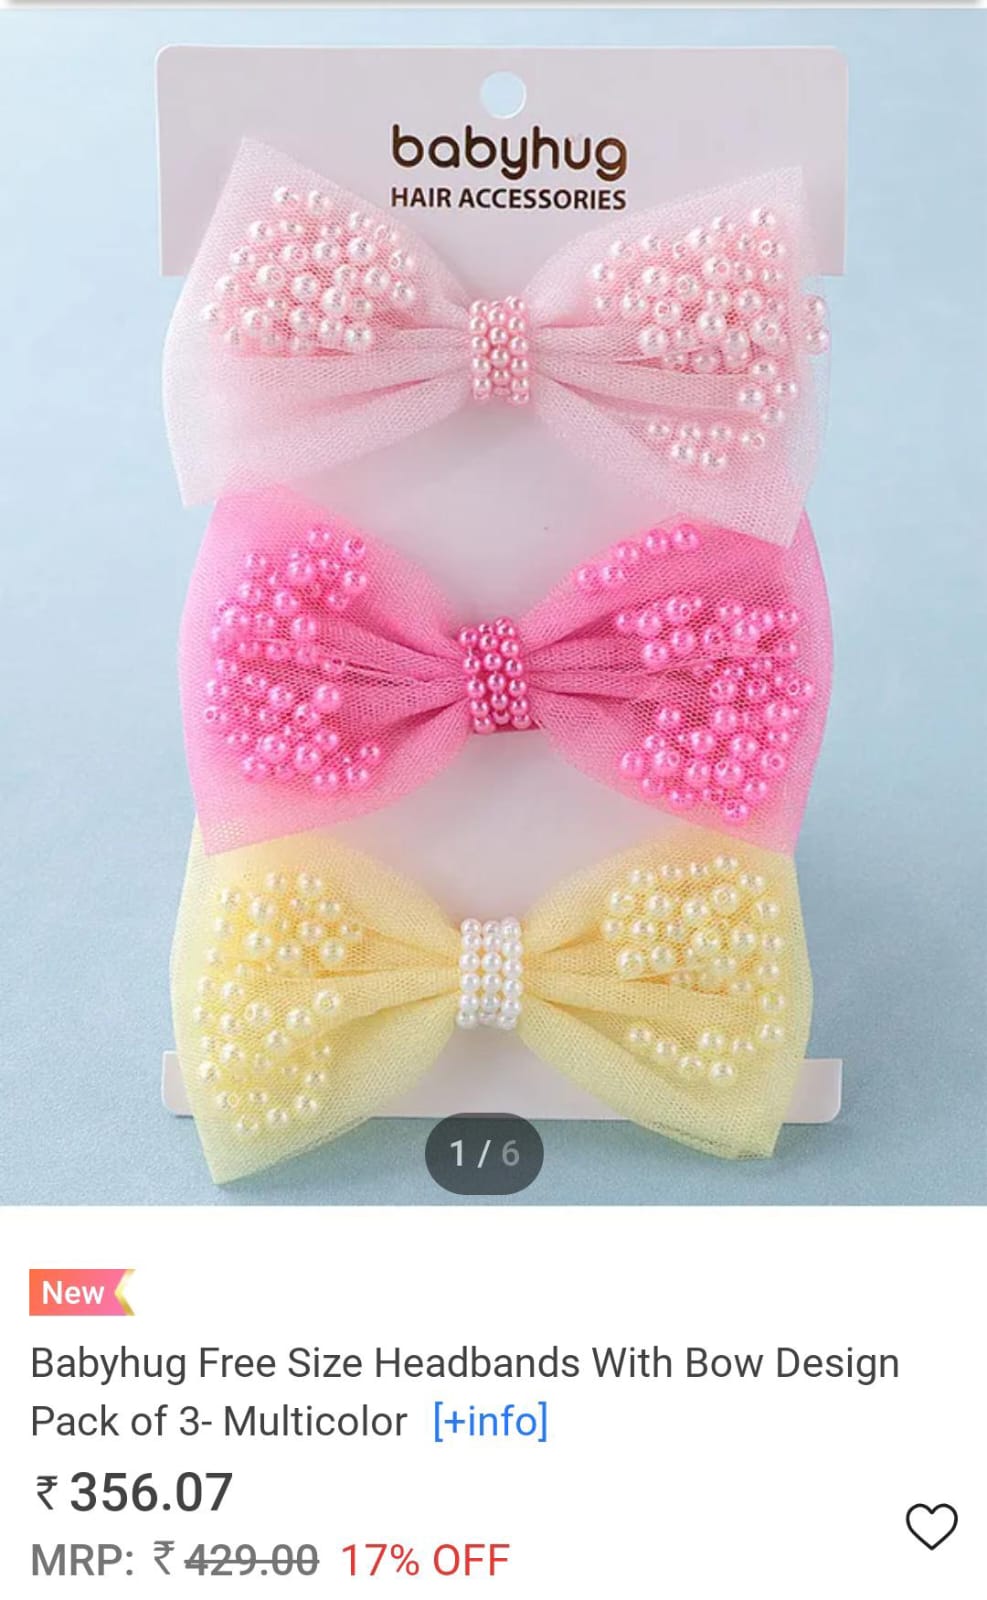 babyhug
HAIR ACCESSORIES
1 / 6
New
Babyhug Free Size Headbands With Bow Design
Pack of 3- Multicolor [+info]
₹ 356.07
MRP: ₹ 429.00 17% OFF